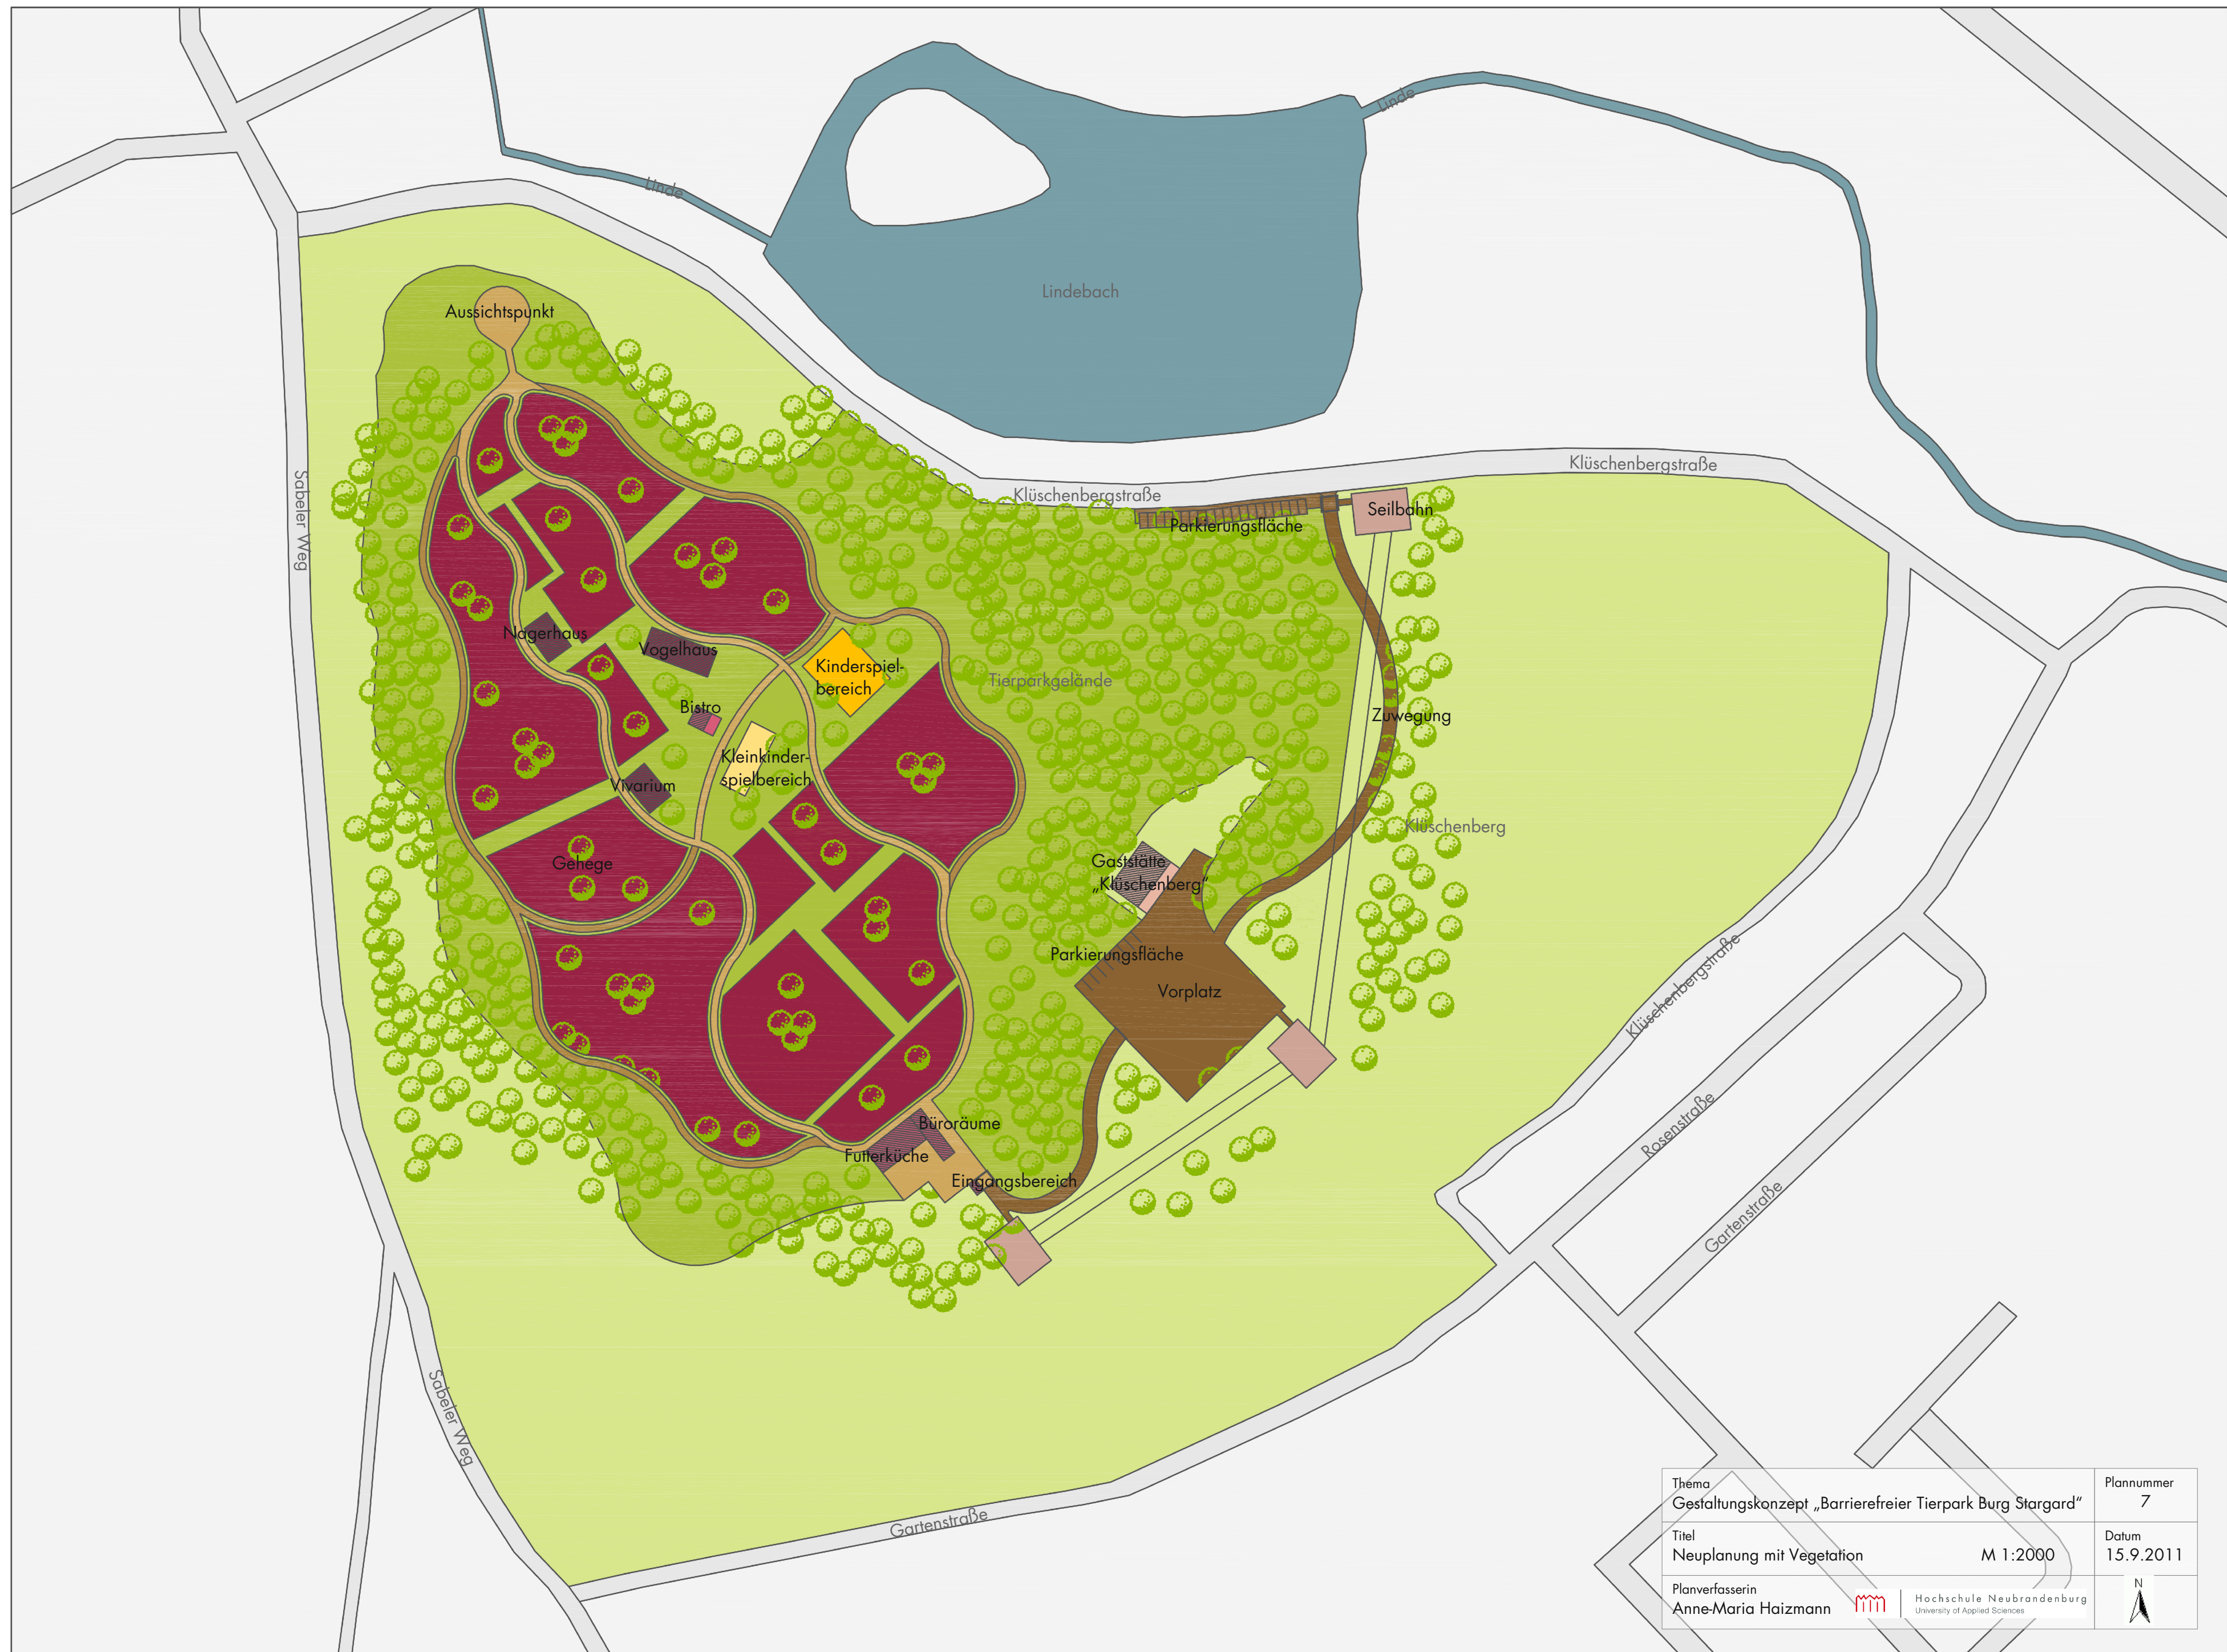 Linde
Linde
Lindebach
Aussichtspunkt
Klüschenbergstraße
Klüschenbergstraße
Sabeler Weg
Seilbahn
Parkierungsfläche
Nagerhaus
Vogelhaus
Kinderspiel-
bereich
Tierparkgelände
Bistro
Zuwegung
Kleinkinder-
spielbereich
Vivarium
Klüschenberg
Gehege
Gaststätte
„Klüschenberg“
Parkierungsfläche
Vorplatz
Klüschenbergstraße
Büroräume
Futterküche
Eingangsbereich
Rosenstraße
Gartenstraße
Sabeler Weg
Gartenstraße
Thema
Gestaltungskonzept „Barrierefreier Tierpark Burg Stargard“
Plannummer
7
Titel
Neuplanung mit Vegetation M 1:2000
Datum
15.9.2011
Planverfasserin
Anne-Maria Haizmann
Hochschule Neubrandenburg
University of Applied Sciences
N